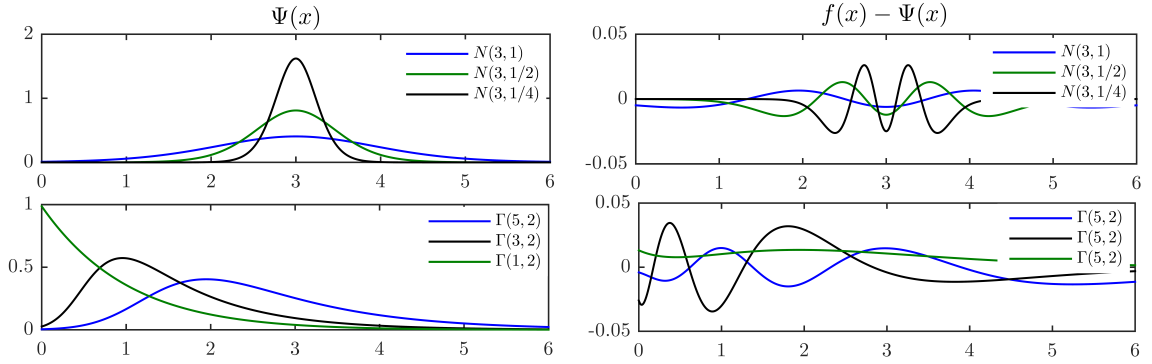 Ψ(x)
2
1
0
0 1 2 3 4 5 6
N(3, 1)
N(3, 1/2)
N(3, 1/4)
f(x) − Ψ(x)
0.05
0
-0.05
0 1 2 3 4 5 6
N(3, 1)
N(3, 1/2)
N(3, 1/4)
1
0.5
0
0 1 2 3 4 5 6
Γ(5, 2)
Γ(3, 2)
Γ(1, 2)
0.05
0
-0.05
0 1 2 3 4 5 6
Γ(5, 2)
Γ(5, 2)
Γ(5, 2)